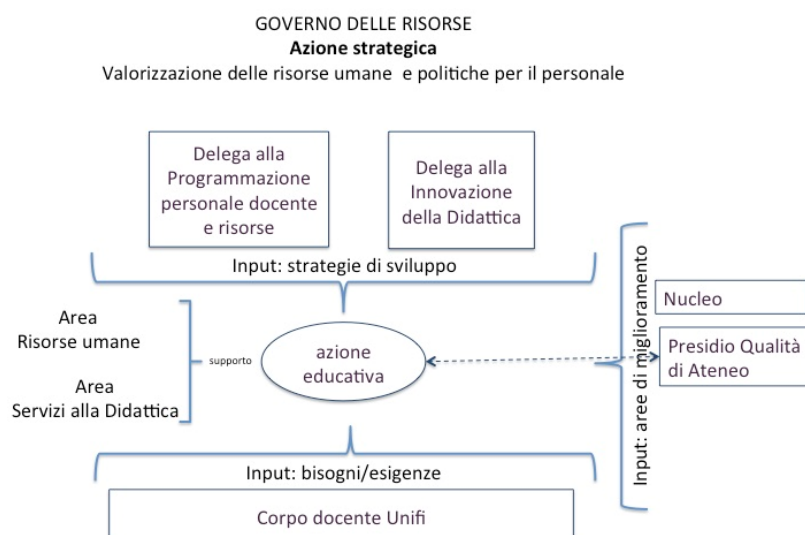 GOVERNO DELLE RISORSE
Azione strategica
Valorizzazione delle risorse umane e politiche per il personale
Delega alla
Programmazione
personale docente
e risorse
Delega alla
Innovazione
della Didattica
Input: strategie di sviluppo
Area
Risorse umane
Area
Servizi alla Didattica
supporto
azione
educativa
Input: aree di miglioramento
Nucleo
Presidio Qualità
di Ateneo
Input: bisogni/esigenze
Corpo docente Unifi